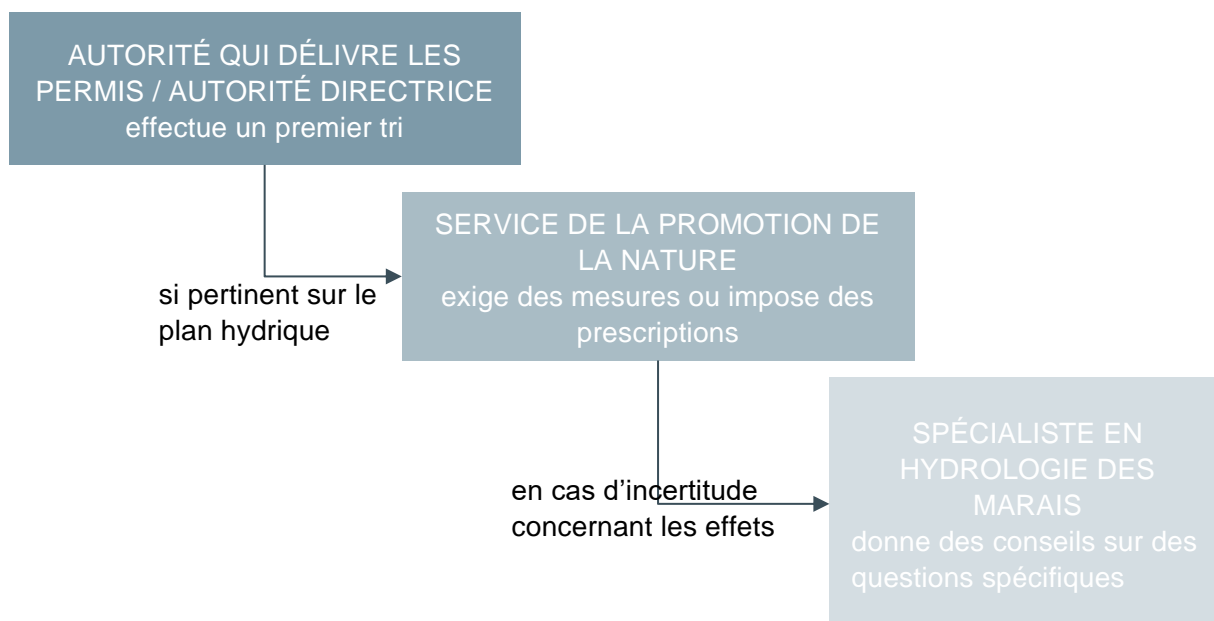 AUTORITÉ QUI DÉLIVRE LES
PERMIS / AUTORITÉ DIRECTRICE
effectue un premier tri
si pertinent sur le
plan hydrique
SERVICE DE LA PROMOTION DE
LA NATURE
exige des mesures ou impose des
prescriptions
en cas d'incertitude
concernant les effets
SPÉCIALISTE EN
HYDROLOGIE DES
MARAIS
donne des conseils sur des
questions spécifiques